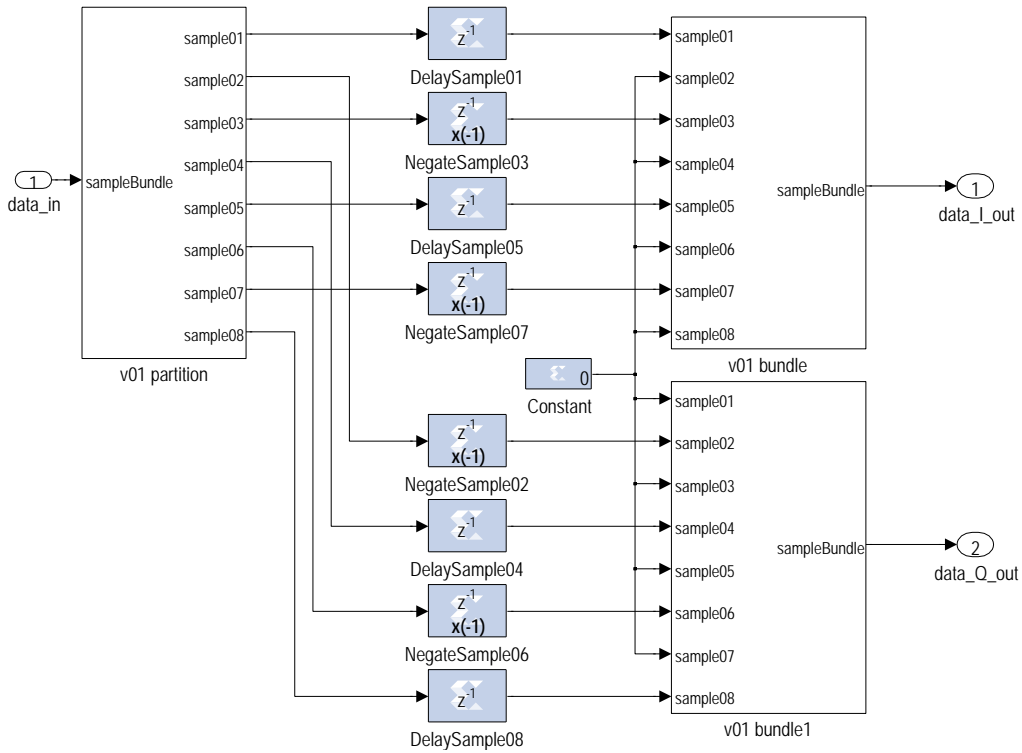 1
data_in
sampleBundle
sample01
sample02
sample03
sample04
sample05
sample06
sample07
sample08
v01 partition
z-1
DelaySample01
z-1
x(-1)
NegateSample03
z-1
DelaySample05
z-1
x(-1)
NegateSample07
0
Constant
z-1
x(-1)
NegateSample02
z-1
DelaySample04
z-1
x(-1)
NegateSample06
z-1
DelaySample08
sample01
sample02
sample03
sample04
sample05
sample06
sample07
sample08
sampleBundle
v01 bundle
1
data_I_out
sample01
sample02
sample03
sample04
sample05
sample06
sample07
sample08
sampleBundle
v01 bundle1
2
data_Q_out